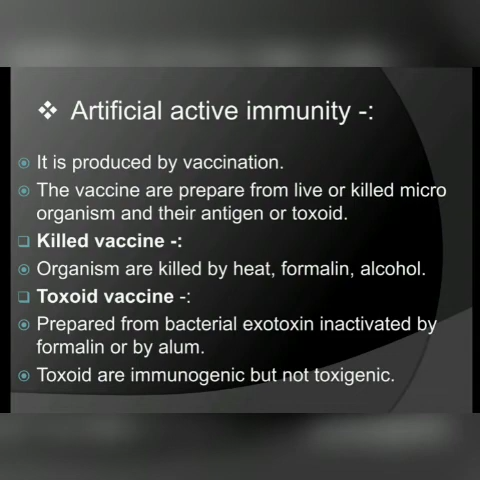 Artificial active immunity -:
It is produced by vaccination.
The vaccine are prepare from live or killed micro
organism and their antigen or toxoid.
Killed vaccine -:
Organism are killed by heat, formalin, alcohol.
Toxoid vaccine -:
Prepared from bacterial exotoxin inactivated by
formalin or by alum.
Toxoid are immunogenic but not toxigenic.